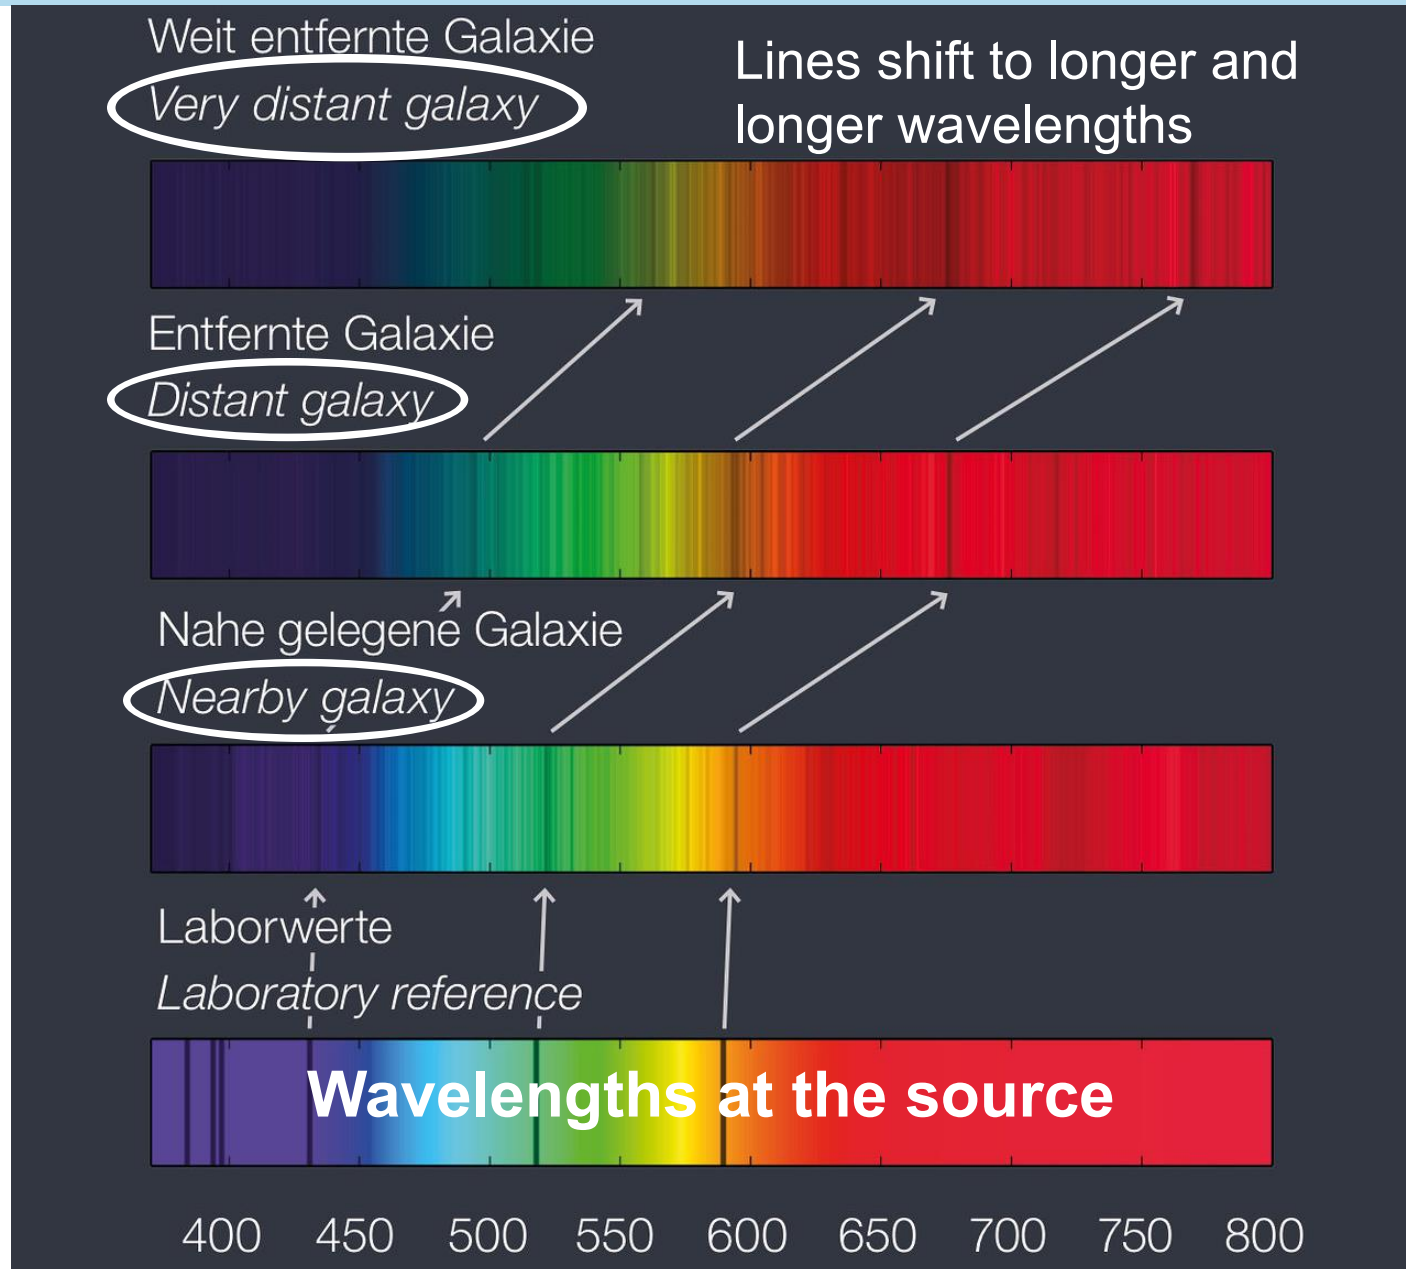 Weit entfernte Galaxie
Very distant galaxy
Lines shift to longer and
longer wavelengths
Entfernte Galaxie
Distant galaxy
Nahe gelegene Galaxie
Nearby galaxy
Laborwerte
Laboratory reference
Wavelengths at the source
400 450 500 550 600 650 700 750 800